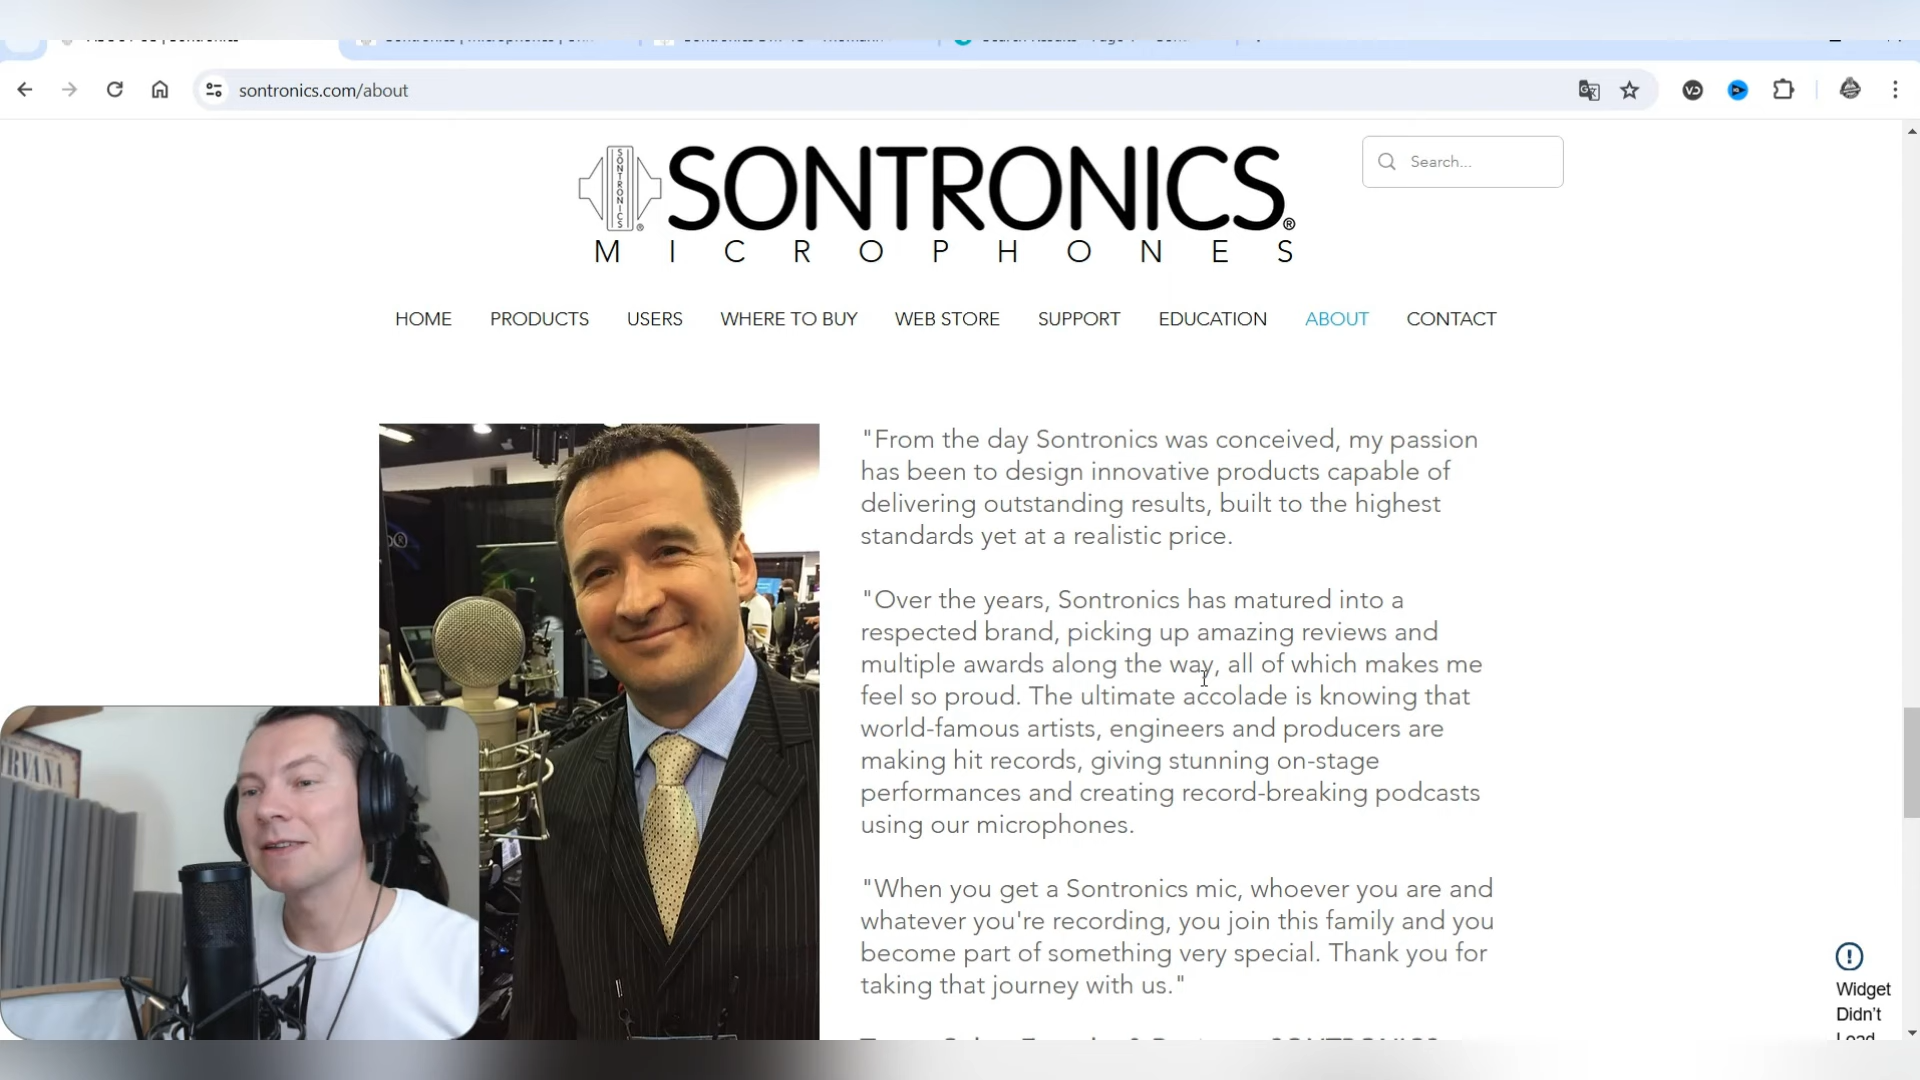 sontronics.com/about
SONTRONICS
SONTRONICS®
MICROPHONES
Search...
HOME PRODUCTS USERS WHERE TO BUY WEB STORE SUPPORT EDUCATION ABOUT CONTACT
"From the day Sontronics was conceived, my passion
has been to design innovative products capable of
delivering outstanding results, built to the highest
standards yet at a realistic price.
"Over the years, Sontronics has matured into a
respected brand, picking up amazing reviews and
multiple awards along the way, all of which makes me
feel so proud. The ultimate accolade is knowing that
world-famous artists, engineers and producers are
making hit records, giving stunning on-stage
performances and creating record-breaking podcasts
using our microphones.
"When you get a Sontronics mic, whoever you are and
whatever you're recording, you join this family and you
become part of something very special. Thank you for
taking that journey with us."
Widget
Didn't
Load
RVANA